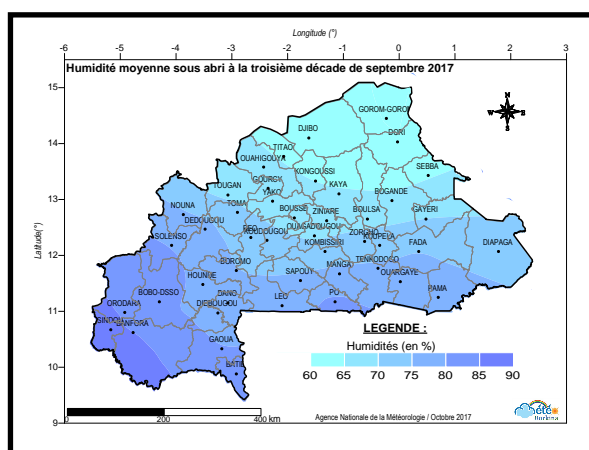 Longitude (°)
-6 -5 -4 -3 -2 -1 0 1 2 3
Humidité moyenne sous abri à la troisième décade de septembre 2017
15
14
13
12
11
10
9
Latitude(°)
N
W E
S
GOROM-GOROM
DJIBO
DORI
TITAO
OUAHIGOUYA
SEBBA
KONGOUSSI
GOURCY
TOUGAN
KAYA
YAKO
BOGANDE
NOUNA
TOMA
BOUSSE
ZINIARE
BOULSA
GAYERI
DEDOUGOU
OUAGADOUGOU
REO
KOUDOUGOU
ZORGHO
KOUPELA
SOLENSO
KOMBISSIRI
FADA
DIAPAGA
TENKODOGO
BOROMO
MANGA
HOUNDE
SAPOUY
OUARGAYE
BOBO-DSSO
DANO
LEO
PO
PAMA
ORODARA
DIEBOUGOU
SINDOU
BANFORA
GAOUA
BATIE
LEGENDE :
Humidités (en %)
60 65 70 75 80 85 90
0 200 400 km
Agence Nationale de la Météorologie / Octobre 2017
météo
Burkina